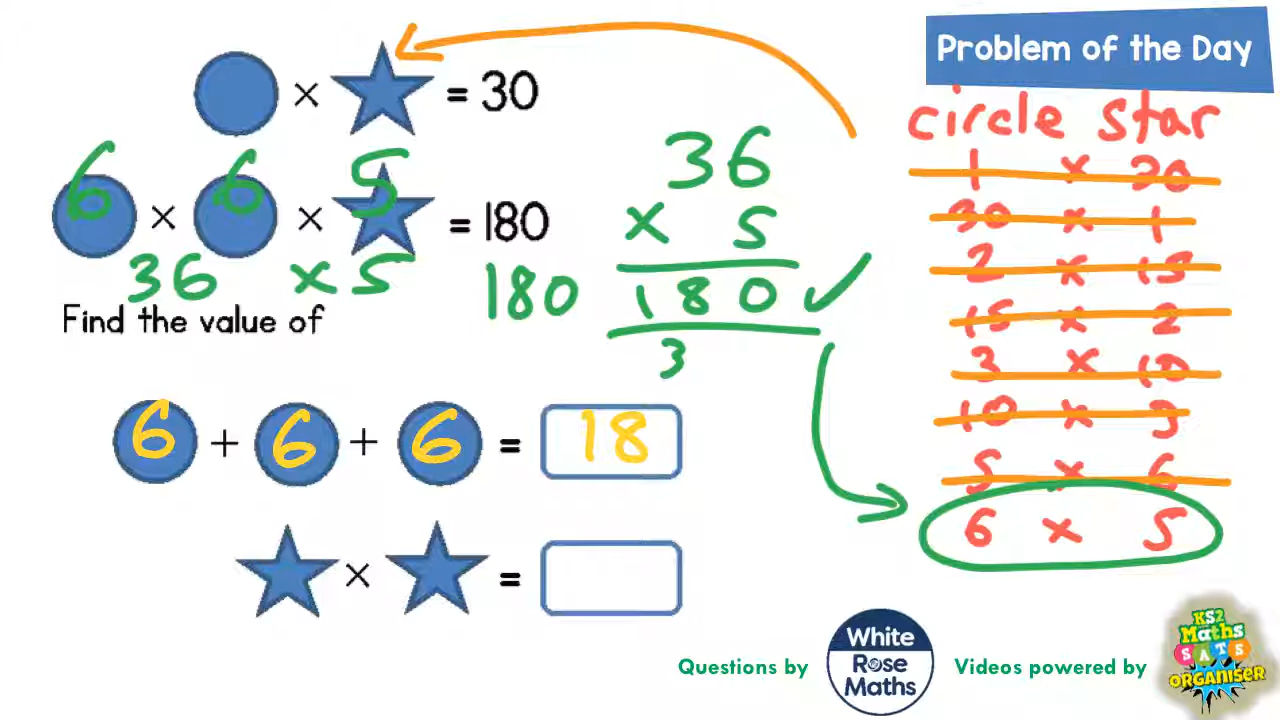 Problem of the Day
× = 30
× × = 180
6 6 5
36 × 5 180
Find the value of
36
× 5
180
3
circle star
1 × 30
30 × 1
2 × 15
15 × 2
3 × 10
10 × 3
5 × 6
6 × 5
6 + 6 + 6 = 18
× =
Questions by
White
Rose
Maths
Videos powered by
KS2
Maths
SATS
ORGANISER